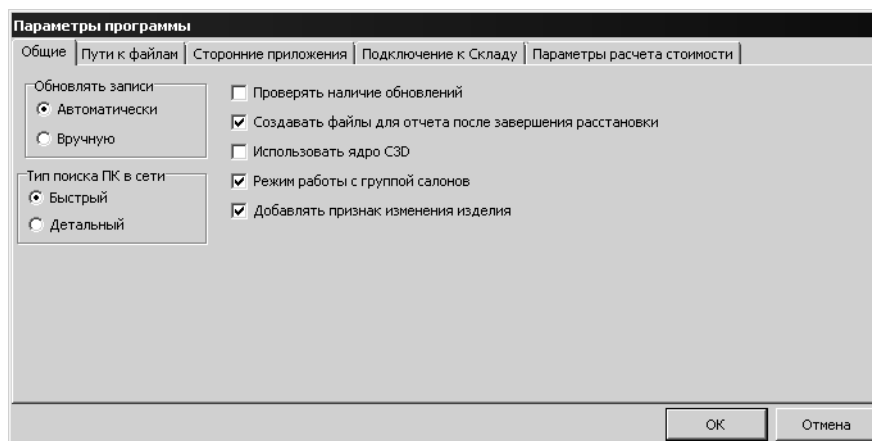 Параметры программы
Общие Пути к файлам Сторонние приложения Подключение к Складу Параметры расчета стоимости
Обновлять записи
Автоматически
Вручную
Тип поиска ПК в сети
Быстрый
Детальный
Проверять наличие обновлений
Создавать файлы для отчета после завершения расстановки
Использовать ядро C3D
Режим работы с группой салонов
Добавлять признак изменения изделия
ОК Отмена